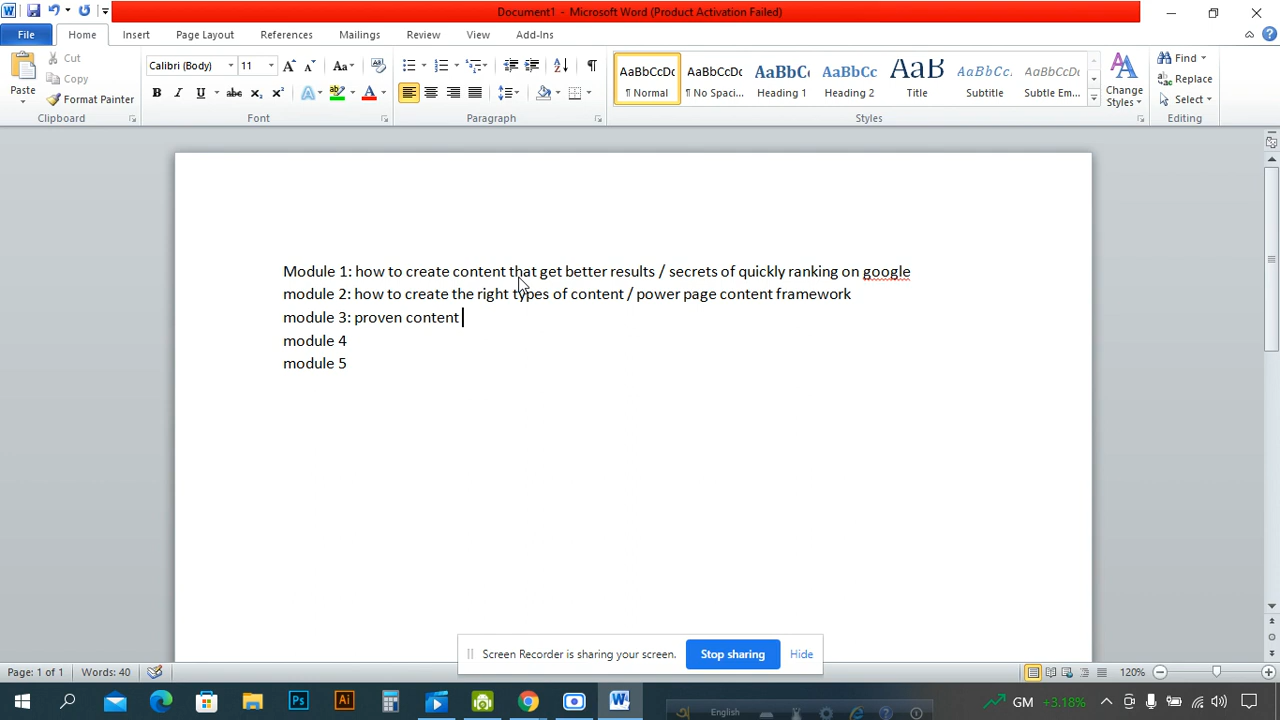 Document1 - Microsoft Word (Product Activation Failed)
File Home Insert Page Layout References Mailings Review View Add-Ins
Paste Cut Copy Format Painter
Calibri (Body) 11
AaBbCcDc ¶ Normal
AaBbCcDc ¶ No Spaci...
AaBbC Heading 1
AaBbCc Heading 2
AaB Title
AaBbCc. Subtitle
AaBbCcDc Subtle Em...
Change Styles
Find
Replace
Select
Clipboard Font Paragraph Styles Editing
Module 1: how to create content that get better results / secrets of quickly ranking on google
module 2: how to create the right types of content / power page content framework
module 3: proven content
module 4
module 5
Screen Recorder is sharing your screen. Stop sharing Hide
Page: 1 of 1 Words: 40 120%
English
GM +3.18%